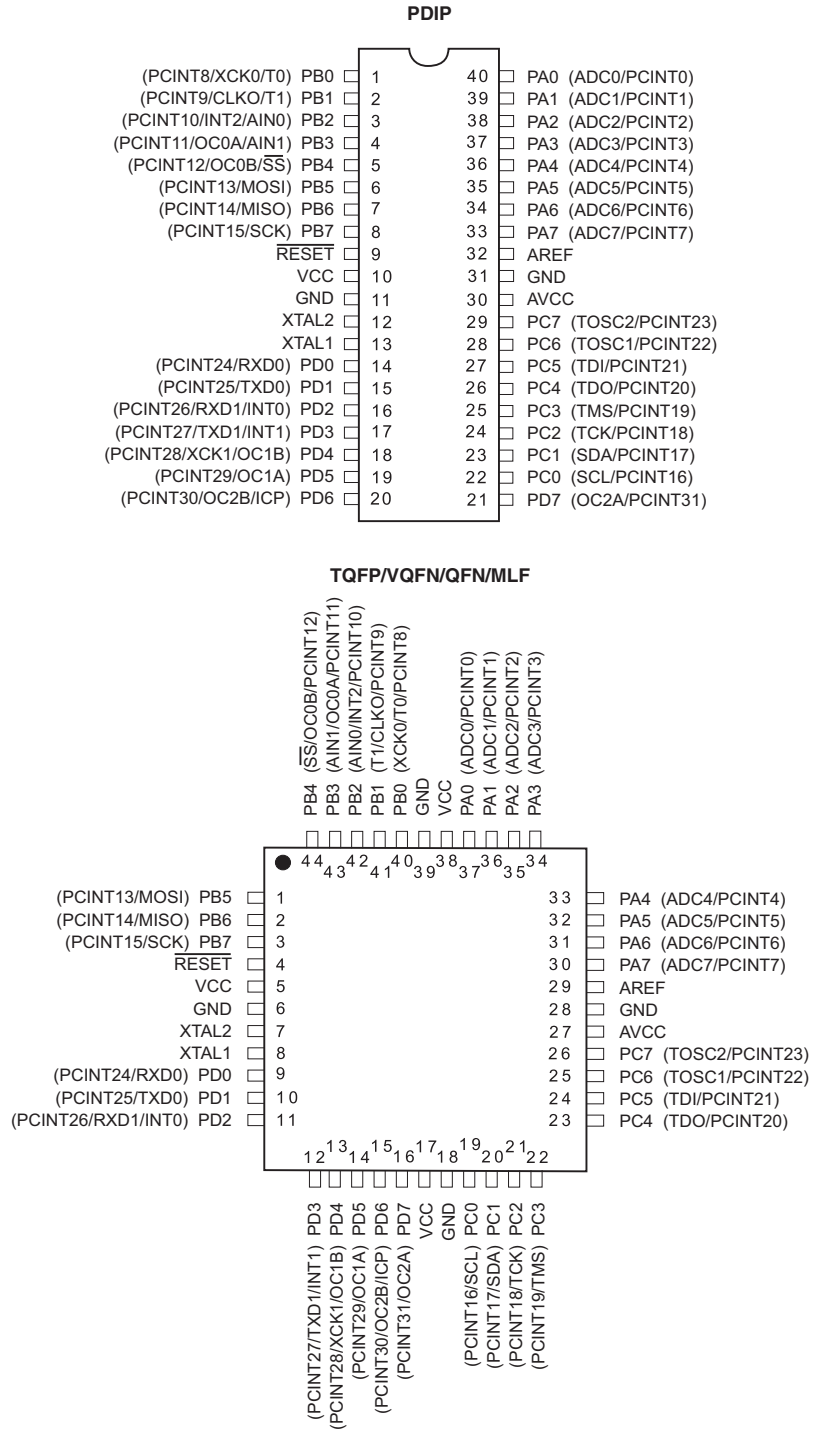 PDIP
(PCINT8/XCK0/T0) PB0 1 40 PA0 (ADC0/PCINT0)
(PCINT9/CLKO/T1) PB1 2 39 PA1 (ADC1/PCINT1)
(PCINT10/INT2/AIN0) PB2 3 38 PA2 (ADC2/PCINT2)
(PCINT11/OC0A/AIN1) PB3 4 37 PA3 (ADC3/PCINT3)
(PCINT12/OC0B/S̅S̅) PB4 5 36 PA4 (ADC4/PCINT4)
(PCINT13/MOSI) PB5 6 35 PA5 (ADC5/PCINT5)
(PCINT14/MISO) PB6 7 34 PA6 (ADC6/PCINT6)
(PCINT15/SCK) PB7 8 33 PA7 (ADC7/PCINT7)
R̅E̅S̅E̅T̅ 9 32 AREF
VCC 10 31 GND
GND 11 30 AVCC
XTAL2 12 29 PC7 (TOSC2/PCINT23)
XTAL1 13 28 PC6 (TOSC1/PCINT22)
(PCINT24/RXD0) PD0 14 27 PC5 (TDI/PCINT21)
(PCINT25/TXD0) PD1 15 26 PC4 (TDO/PCINT20)
(PCINT26/RXD1/INT0) PD2 16 25 PC3 (TMS/PCINT19)
(PCINT27/TXD1/INT1) PD3 17 24 PC2 (TCK/PCINT18)
(PCINT28/XCK1/OC1B) PD4 18 23 PC1 (SDA/PCINT17)
(PCINT29/OC1A) PD5 19 22 PC0 (SCL/PCINT16)
(PCINT30/OC2B/ICP) PD6 20 21 PD7 (OC2A/PCINT31)
TQFP/VQFN/QFN/MLF
PB4 (S̅S̅/OC0B/PCINT12)
PB3 (AIN1/OC0A/PCINT11)
PB2 (AIN0/INT2/PCINT10)
PB1 (T1/CLKO/PCINT9)
PB0 (XCK0/T0/PCINT8)
GND
VCC
PA0 (ADC0/PCINT0)
PA1 (ADC1/PCINT1)
PA2 (ADC2/PCINT2)
PA3 (ADC3/PCINT3)
44 43 42 41 40 39 38 37 36 35 34
(PCINT13/MOSI) PB5 1 33 PA4 (ADC4/PCINT4)
(PCINT14/MISO) PB6 2 32 PA5 (ADC5/PCINT5)
(PCINT15/SCK) PB7 3 31 PA6 (ADC6/PCINT6)
R̅E̅S̅E̅T̅ 4 30 PA7 (ADC7/PCINT7)
VCC 5 29 AREF
GND 6 28 GND
XTAL2 7 27 AVCC
XTAL1 8 26 PC7 (TOSC2/PCINT23)
(PCINT24/RXD0) PD0 9 25 PC6 (TOSC1/PCINT22)
(PCINT25/TXD0) PD1 10 24 PC5 (TDI/PCINT21)
(PCINT26/RXD1/INT0) PD2 11 23 PC4 (TDO/PCINT20)
12 13 14 15 16 17 18 19 20 21 22
(PCINT27/TXD1/INT1) PD3
(PCINT28/XCK1/OC1B) PD4
(PCINT29/OC1A) PD5
(PCINT30/OC2B/ICP) PD6
(PCINT31/OC2A) PD7
VCC
GND
(PCINT16/SCL) PC0
(PCINT17/SDA) PC1
(PCINT18/TCK) PC2
(PCINT19/TMS) PC3